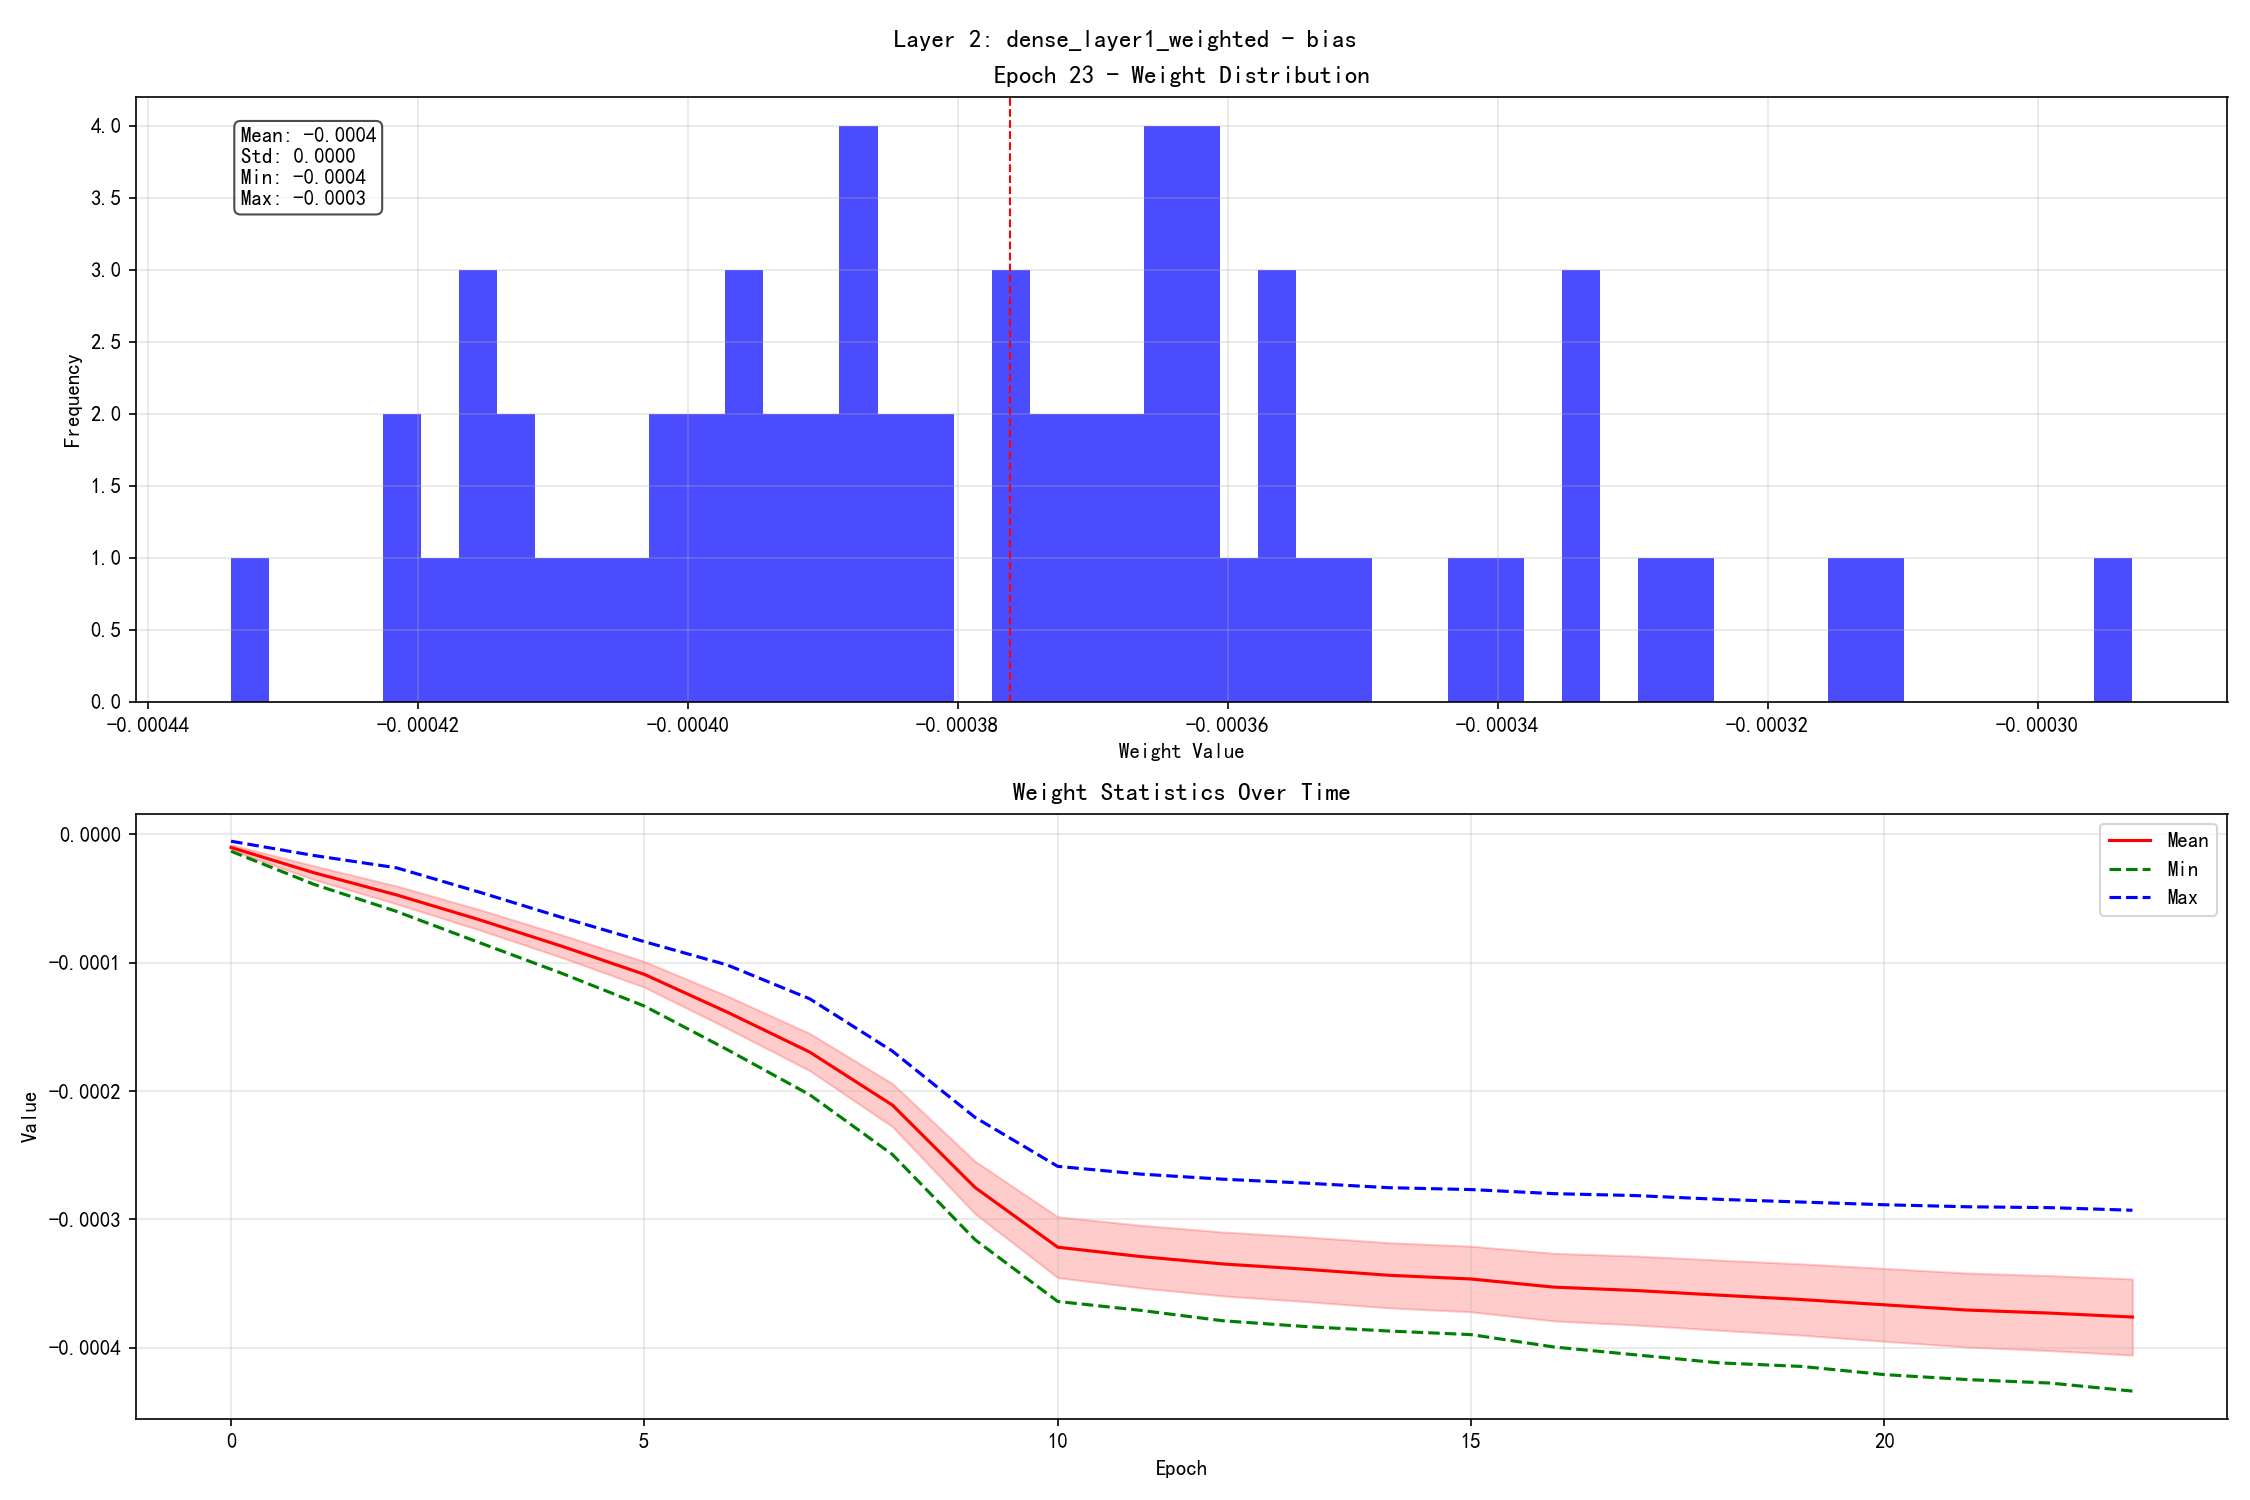 Layer 2: dense_layer1_weighted - bias
Epoch 23 - Weight Distribution
Mean: -0.0004
Std: 0.0000
Min: -0.0004
Max: -0.0003
4.0
3.5
3.0
2.5
2.0
1.5
1.0
0.5
0.0
Frequency
-0.00044 -0.00042 -0.00040 -0.00038 -0.00036 -0.00034 -0.00032 -0.00030
Weight Value
Weight Statistics Over Time
0.0000
-0.0001
-0.0002
-0.0003
-0.0004
Value
Mean
Min
Max
0 5 10 15 20
Epoch